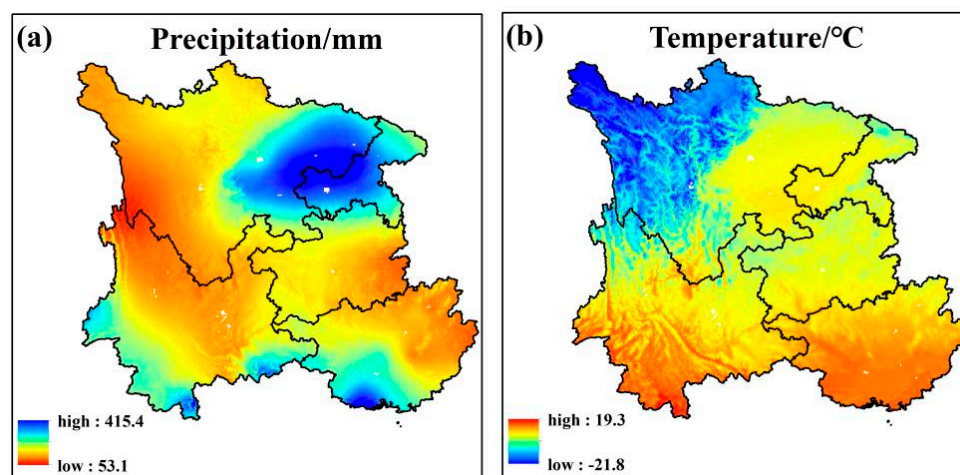 (a) Precipitation/mm
high : 415.4
low : 53.1
(b) Temperature/°C
high : 19.3
low : -21.8